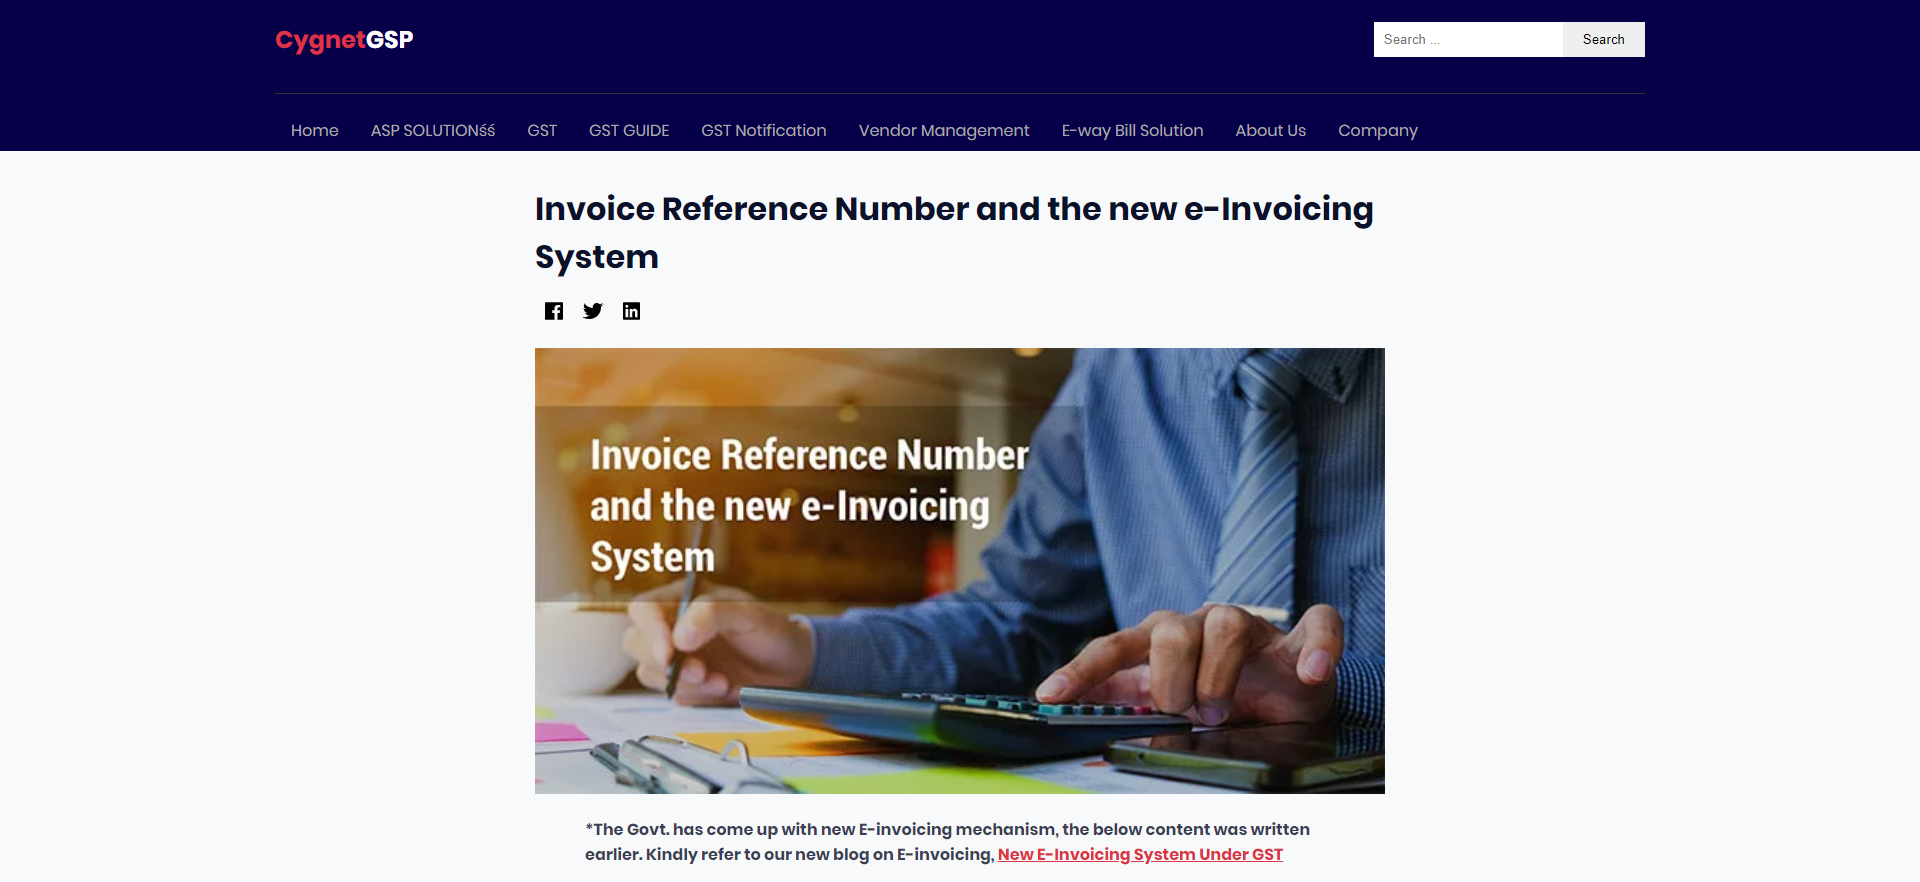 CygnetGSP
Search ...
Search
Home
ASP SOLUTIONśś
GST
GST GUIDE
GST Notification
Vendor Management
E-way Bill Solution
About Us
Company
Invoice Reference Number and the new e-Invoicing
System
Invoice Reference Number
and the new e-Invoicing
System
*The Govt. has come up with new E-invoicing mechanism, the below content was written
earlier. Kindly refer to our new blog on E-invoicing, New E-Invoicing System Under GST